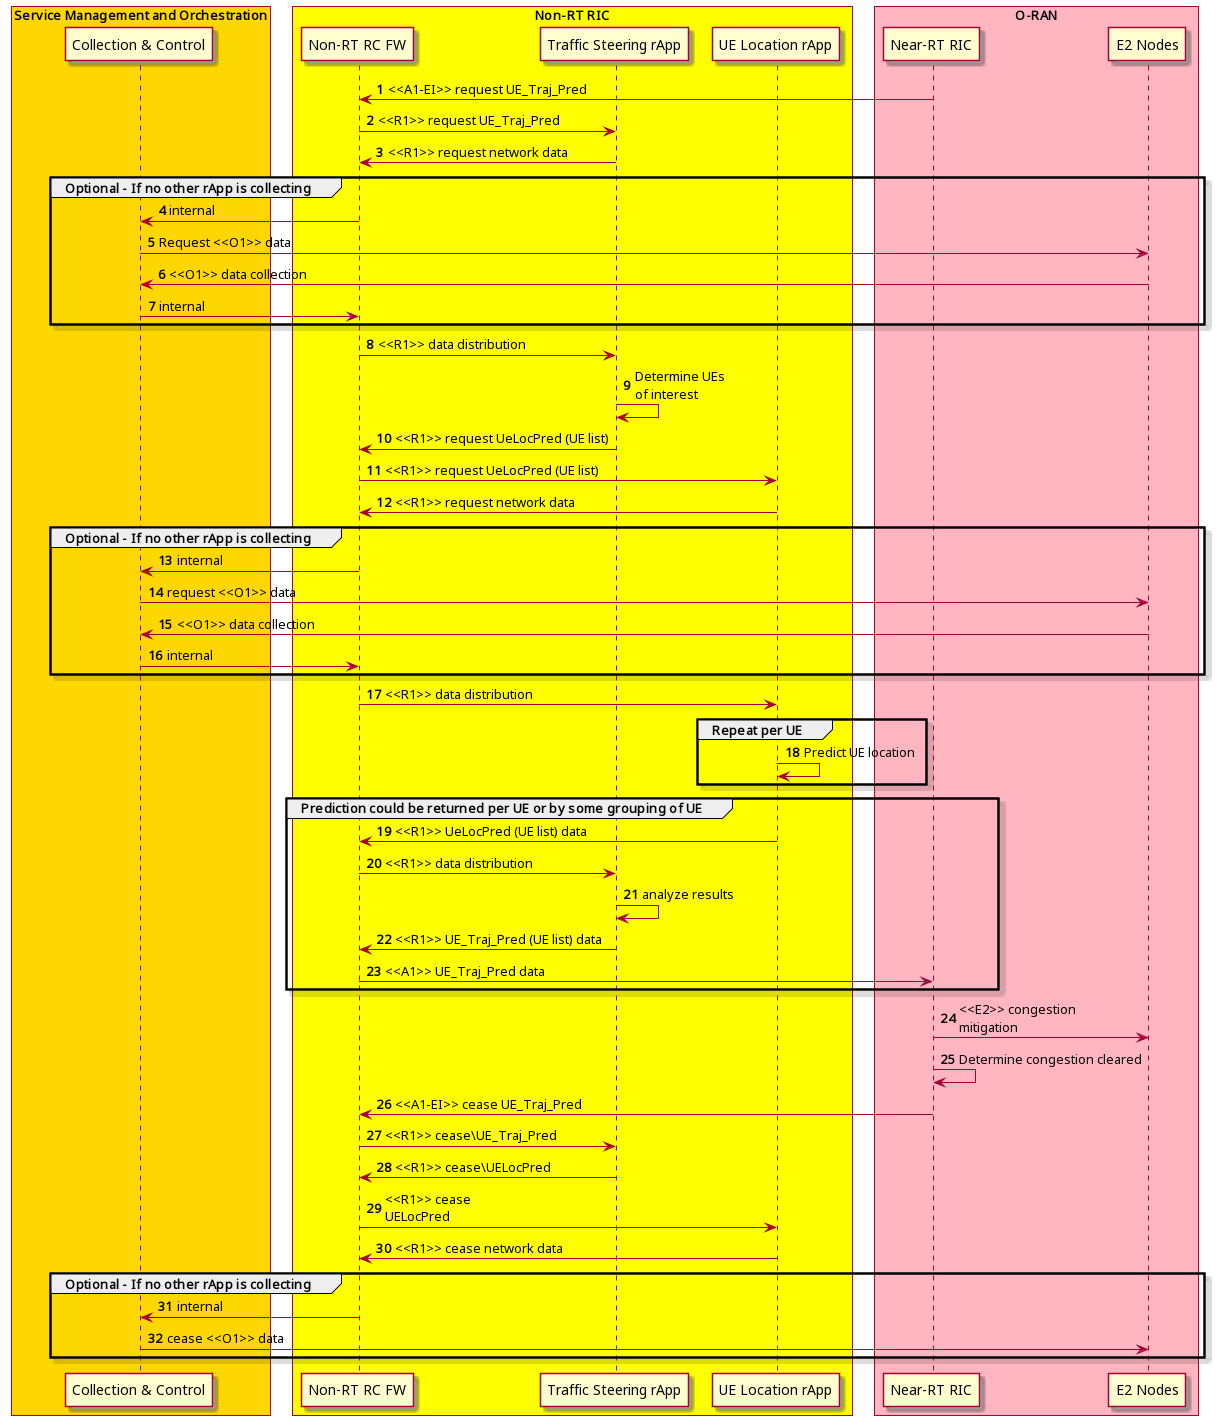 Service Management and Orchestration
Non-RT RIC
O-RAN
Collection & Control
Non-RT RC FW
Traffic Steering rApp
UE Location rApp
Near-RT RIC
E2 Nodes
1 <<A1-EI>> request UE_Traj_Pred
2 <<R1>> request UE_Traj_Pred
3 <<R1>> request network data
Optional - If no other rApp is collecting
4 internal
5 Request <<O1>> data
6 <<O1>> data collection
7 internal
8 <<R1>> data distribution
9 Determine UEs
of interest
10 <<R1>> request UeLocPred (UE list)
11 <<R1>> request UeLocPred (UE list)
12 <<R1>> request network data
Optional - If no other rApp is collecting
13 internal
14 request <<O1>> data
15 <<O1>> data collection
16 internal
17 <<R1>> data distribution
Repeat per UE
18 Predict UE location
Prediction could be returned per UE or by some grouping of UE
19 <<R1>> UeLocPred (UE list) data
20 <<R1>> data distribution
21 analyze results
22 <<R1>> UE_Traj_Pred (UE list) data
23 <<A1>> UE_Traj_Pred data
24 <<E2>> congestion
mitigation
25 Determine congestion cleared
26 <<A1-EI>> cease UE_Traj_Pred
27 <<R1>> cease\UE_Traj_Pred
28 <<R1>> cease\UELocPred
29 <<R1>> cease
UELocPred
30 <<R1>> cease network data
Optional - If no other rApp is collecting
31 internal
32 cease <<O1>> data
Collection & Control
Non-RT RC FW
Traffic Steering rApp
UE Location rApp
Near-RT RIC
E2 Nodes